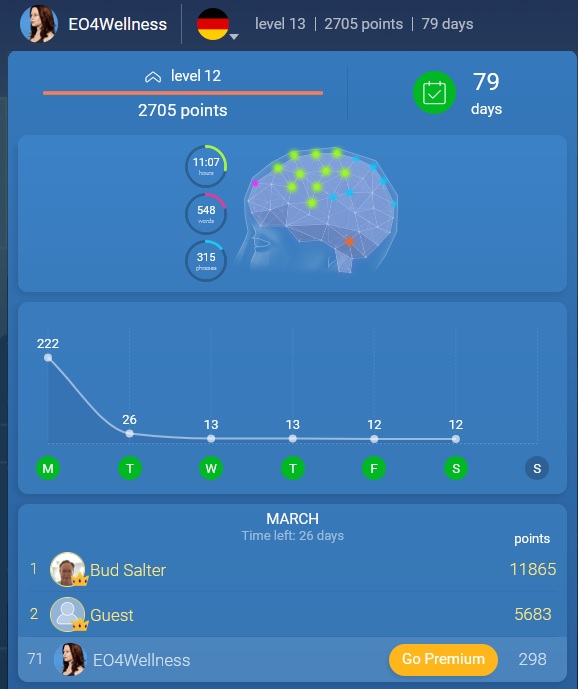 EO4Wellness level 13 | 2705 points | 79 days
level 12
2705 points
79
days
11:07
hours
548
words
315
phrases
222
26
13
13
12
12
M T W T F S S
MARCH
Time left: 26 days
points
1 Bud Salter 11865
2 Guest 5683
71 EO4Wellness Go Premium 298